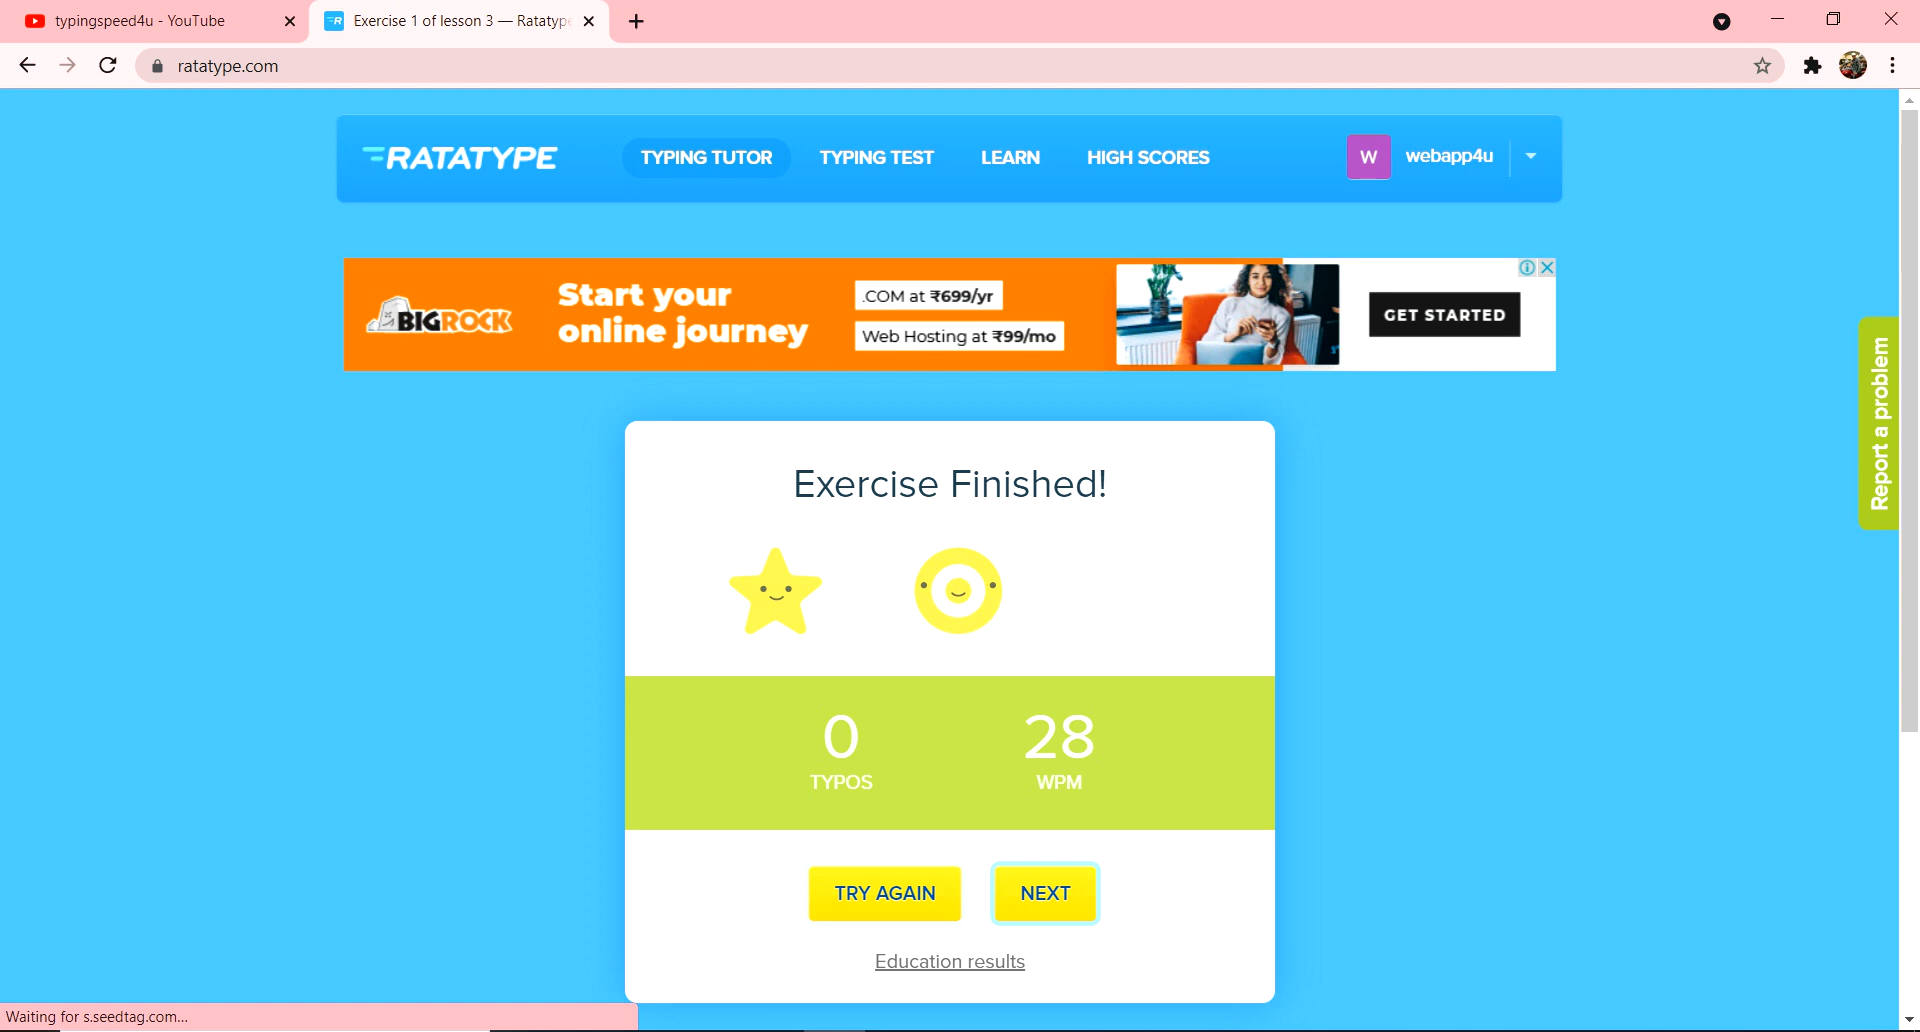 typingspeed4u - YouTube
Exercise 1 of lesson 3 — Ratatype
ratatype.com
RATATYPE
TYPING TUTOR
TYPING TEST
LEARN
HIGH SCORES
W
webapp4u
BIGROCK
Start your
online journey
.COM at ₹699/yr
Web Hosting at ₹99/mo
GET STARTED
Report a problem
Exercise Finished!
0
TYPOS
28
WPM
TRY AGAIN
NEXT
Education results
Waiting for s.seedtag.com...